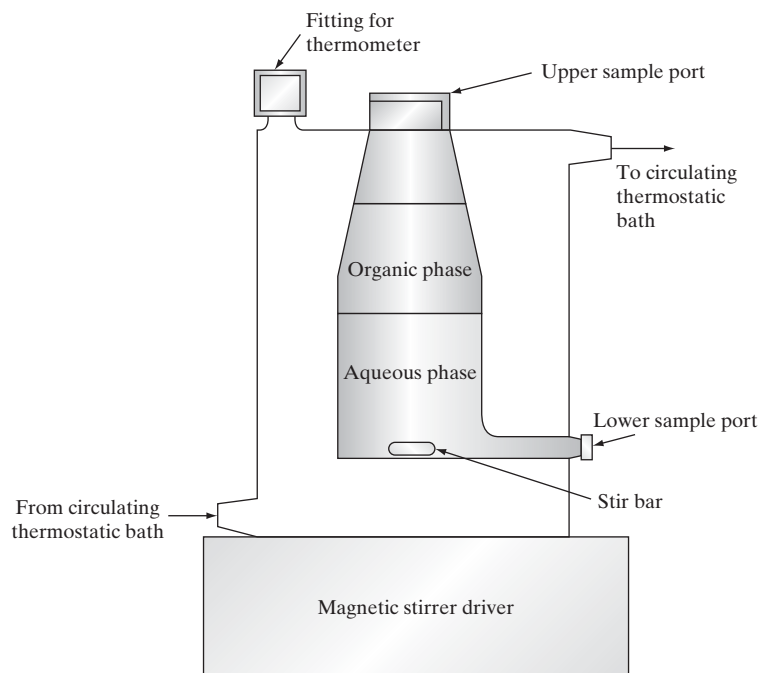 Fitting for
thermometer
Upper sample port
To circulating
thermostatic
bath
Organic phase
Aqueous phase
Lower sample port
From circulating
thermostatic bath
Stir bar
Magnetic stirrer driver